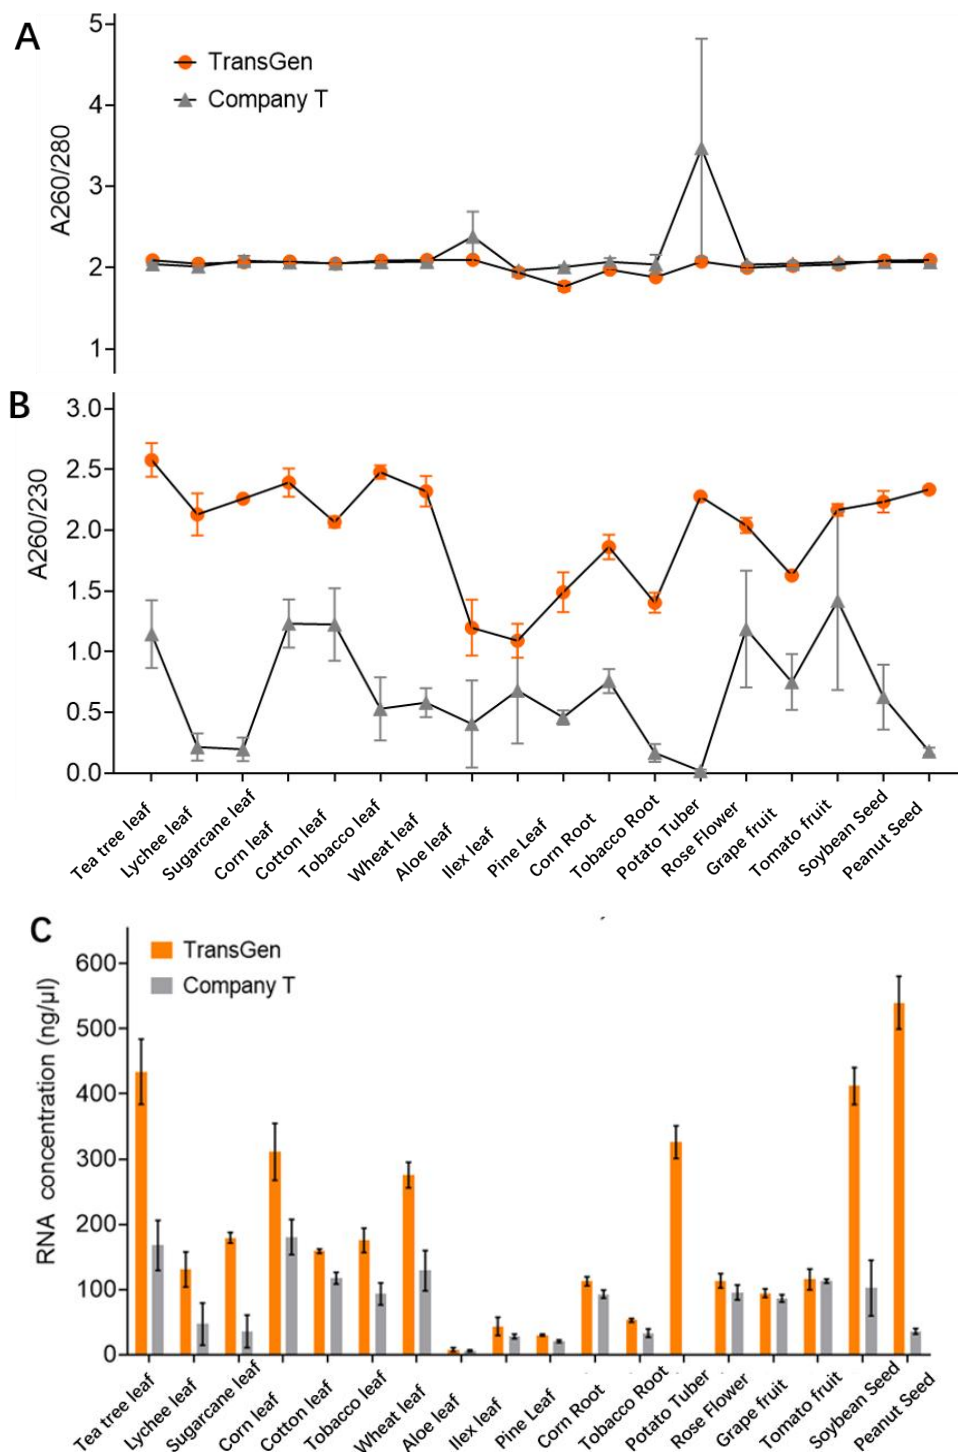 A
5
4
3
2
1
A260/280
TransGen
Company T
B
3.0
2.5
2.0
1.5
1.0
0.5
0.0
A260/230
Tea tree leaf
Lychee leaf
Sugarcane leaf
Corn leaf
Cotton leaf
Tobacco leaf
Wheat leaf
Aloe leaf
Ilex leaf
Pine Leaf
Corn Root
Tobacco Root
Potato Tuber
Rose Flower
Grape fruit
Tomato fruit
Soybean Seed
Peanut Seed
C
600
500
400
300
200
100
0
RNA concentration (ng/µl)
TransGen
Company T
Tea tree leaf
Lychee leaf
Sugarcane leaf
Corn leaf
Cotton leaf
Tobacco leaf
Wheat leaf
Aloe leaf
Ilex leaf
Pine Leaf
Corn Root
Tobacco Root
Potato Tuber
Rose Flower
Grape fruit
Tomato fruit
Soybean Seed
Peanut Seed